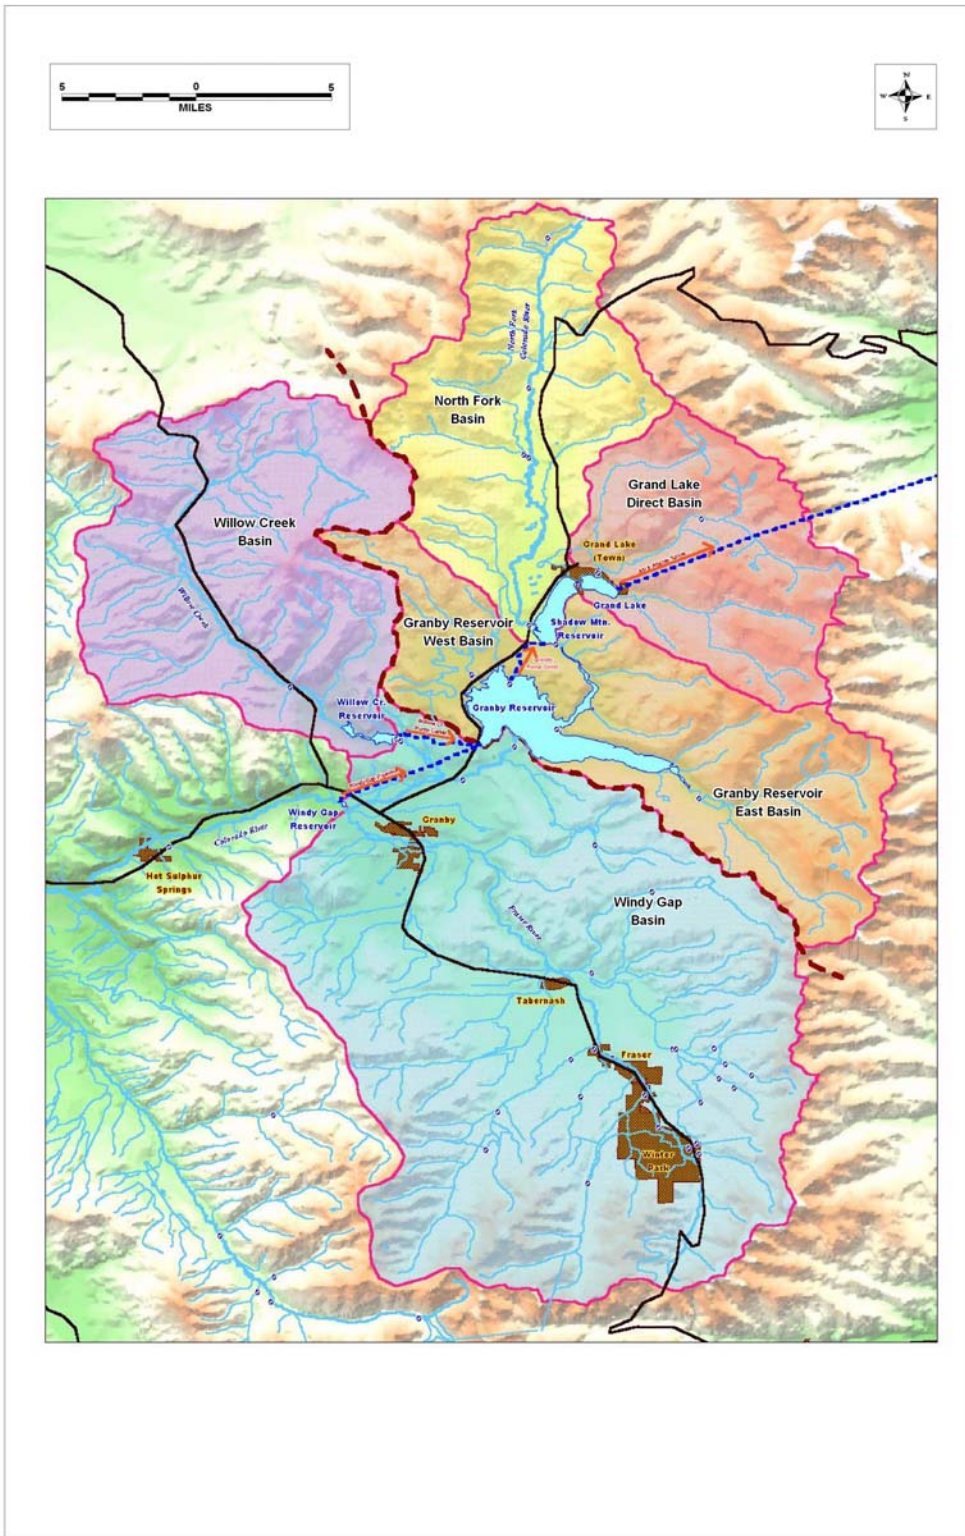 5 0 5
MILES
N
W E
S
North Fork
Colorado River
North Fork
Basin
Grand Lake
Direct Basin
Willow Creek
Basin
Grand Lake
(Town)
Grand Lake
Willow Creek
Granby Reservoir
West Basin
Shadow Mtn.
Reservoir
Willow Cr.
Reservoir
Granby Reservoir
Granby Reservoir
East Basin
Windy Gap
Reservoir
Granby
Colorado River
Hot Sulphur
Springs
Windy Gap
Basin
Fraser River
Tabernash
Fraser
Winter
Park